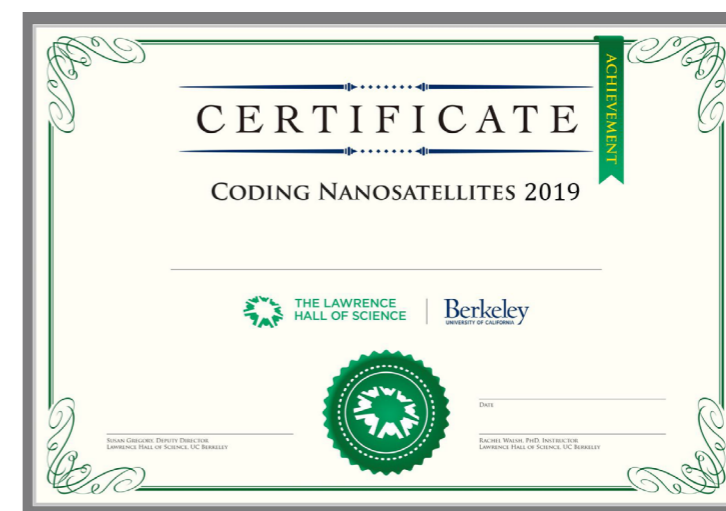 ACHIEVEMENT
CERTIFICATE
CODING NANOSATELLITES 2019
THE LAWRENCE
HALL OF SCIENCE
Berkeley
UNIVERSITY OF CALIFORNIA
DATE
SUSAN GREGORY, DEPUTY DIRECTOR
LAWRENCE HALL OF SCIENCE, UC BERKELEY
RACHEL WALSH, PHD, INSTRUCTOR
LAWRENCE HALL OF SCIENCE, UC BERKELEY